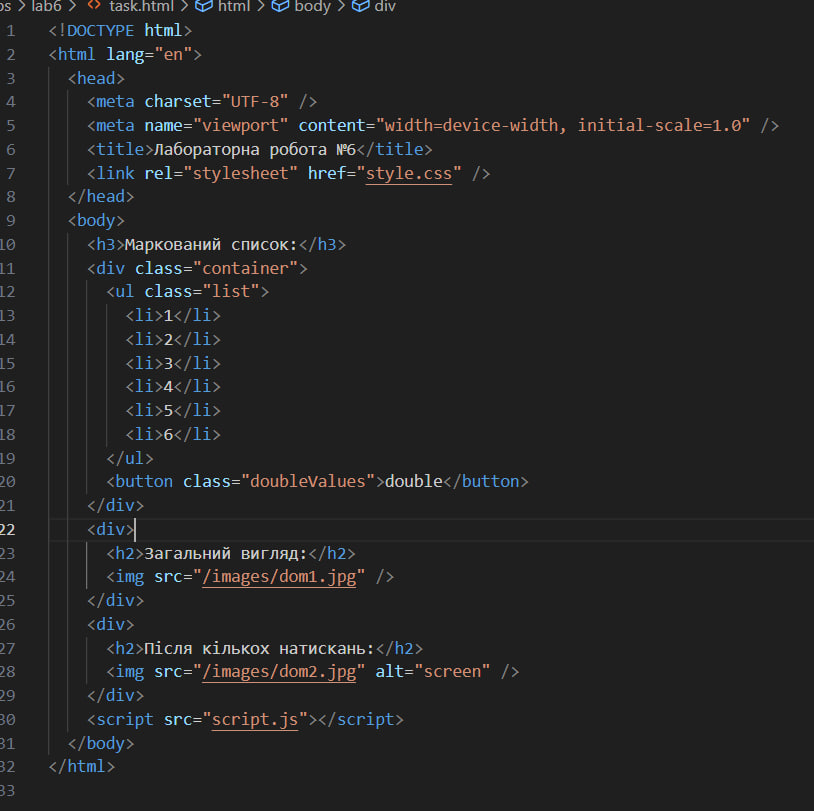 os > lab6 > <> task.html > html > body > div
1 <!DOCTYPE html>
2 <html lang="en">
3 <head>
4 <meta charset="UTF-8" />
5 <meta name="viewport" content="width=device-width, initial-scale=1.0" />
6 <title>Лабораторна робота №6</title>
7 <link rel="stylesheet" href="style.css" />
8 </head>
9 <body>
10 <h3>Маркований список:</h3>
11 <div class="container">
12 <ul class="list">
13 <li>1</li>
14 <li>2</li>
15 <li>3</li>
16 <li>4</li>
17 <li>5</li>
18 <li>6</li>
19 </ul>
20 <button class="doubleValues">double</button>
21 </div>
22 <div>
23 <h2>Загальний вигляд:</h2>
24 <img src="/images/dom1.jpg" />
25 </div>
26 <div>
27 <h2>Після кількох натискань:</h2>
28 <img src="/images/dom2.jpg" alt="screen" />
29 </div>
30 <script src="script.js"></script>
31 </body>
32 </html>
33